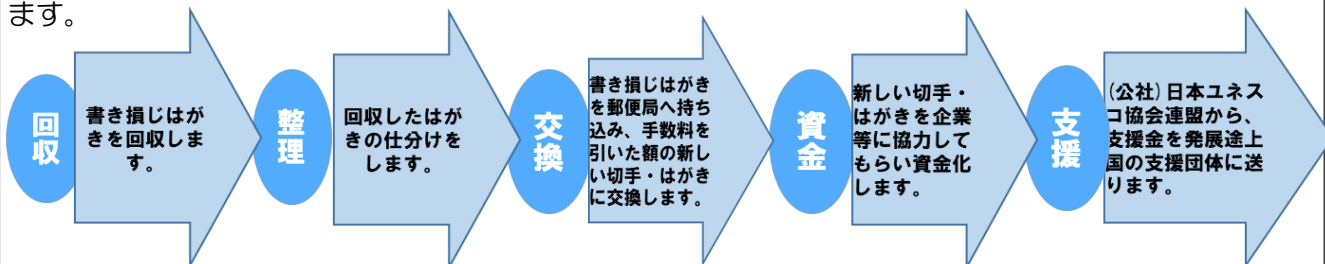 ます。
回収
書き損じはが
きを回収しま
す。
整理
回収したはが
きの仕分けを
します。
交換
書き損じはがき
を郵便局へ持ち
込み、手数料を
引いた額の新し
い切手・はがき
に交換します。
資金
新しい切手・
はがきを企業
等に協力して
もらい資金化
します。
支援
(公社)日本ユネス
コ協会連盟から、
支援金を発展途上
国の支援団体に送
ります。